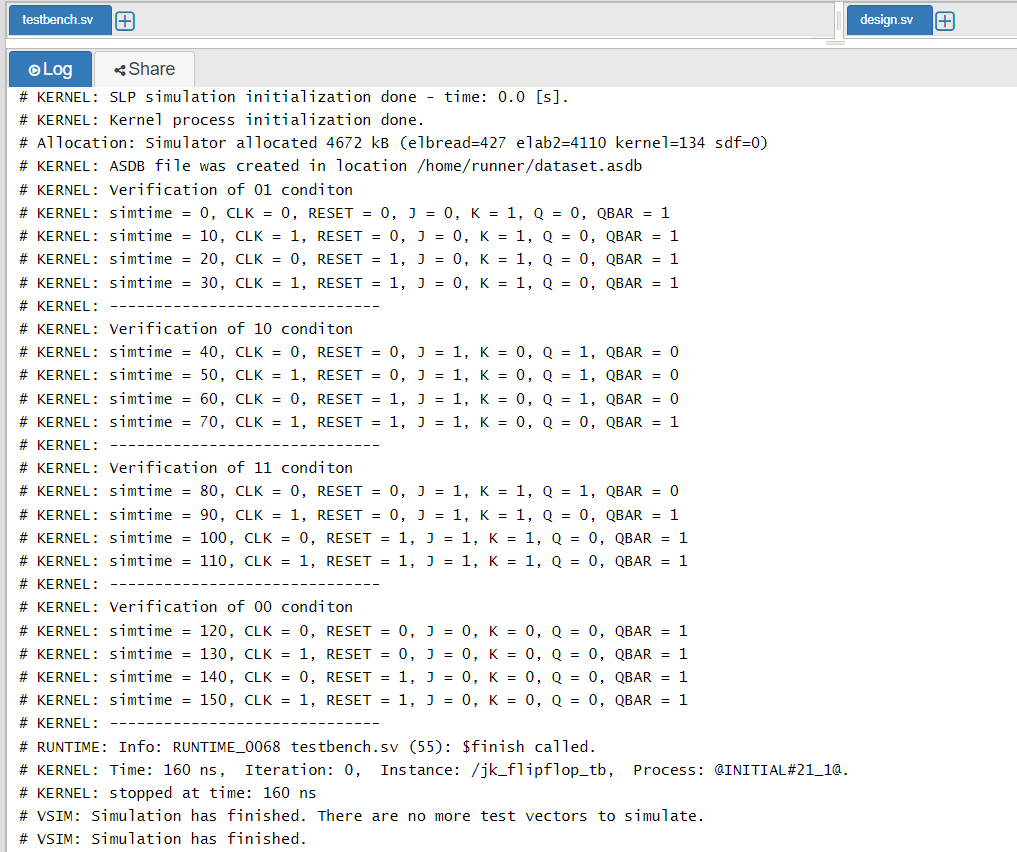 testbench.sv
design.sv
Log
Share
# KERNEL: SLP simulation initialization done - time: 0.0 [s].
# KERNEL: Kernel process initialization done.
# Allocation: Simulator allocated 4672 kB (elbread=427 elab2=4110 kernel=134 sdf=0)
# KERNEL: ASDB file was created in location /home/runner/dataset.asdb
# KERNEL: Verification of 01 conditon
# KERNEL: simtime = 0, CLK = 0, RESET = 0, J = 0, K = 1, Q = 0, QBAR = 1
# KERNEL: simtime = 10, CLK = 1, RESET = 0, J = 0, K = 1, Q = 0, QBAR = 1
# KERNEL: simtime = 20, CLK = 0, RESET = 1, J = 0, K = 1, Q = 0, QBAR = 1
# KERNEL: simtime = 30, CLK = 1, RESET = 1, J = 0, K = 1, Q = 0, QBAR = 1
# KERNEL: ------------------------------
# KERNEL: Verification of 10 conditon
# KERNEL: simtime = 40, CLK = 0, RESET = 0, J = 1, K = 0, Q = 1, QBAR = 0
# KERNEL: simtime = 50, CLK = 1, RESET = 0, J = 1, K = 0, Q = 1, QBAR = 0
# KERNEL: simtime = 60, CLK = 0, RESET = 1, J = 1, K = 0, Q = 1, QBAR = 0
# KERNEL: simtime = 70, CLK = 1, RESET = 1, J = 1, K = 0, Q = 0, QBAR = 1
# KERNEL: ------------------------------
# KERNEL: Verification of 11 conditon
# KERNEL: simtime = 80, CLK = 0, RESET = 0, J = 1, K = 1, Q = 1, QBAR = 0
# KERNEL: simtime = 90, CLK = 1, RESET = 0, J = 1, K = 1, Q = 0, QBAR = 1
# KERNEL: simtime = 100, CLK = 0, RESET = 1, J = 1, K = 1, Q = 0, QBAR = 1
# KERNEL: simtime = 110, CLK = 1, RESET = 1, J = 1, K = 1, Q = 0, QBAR = 1
# KERNEL: ------------------------------
# KERNEL: Verification of 00 conditon
# KERNEL: simtime = 120, CLK = 0, RESET = 0, J = 0, K = 0, Q = 0, QBAR = 1
# KERNEL: simtime = 130, CLK = 1, RESET = 0, J = 0, K = 0, Q = 0, QBAR = 1
# KERNEL: simtime = 140, CLK = 0, RESET = 1, J = 0, K = 0, Q = 0, QBAR = 1
# KERNEL: simtime = 150, CLK = 1, RESET = 1, J = 0, K = 0, Q = 0, QBAR = 1
# KERNEL: ------------------------------
# RUNTIME: Info: RUNTIME_0068 testbench.sv (55): $finish called.
# KERNEL: Time: 160 ns,  Iteration: 0,  Instance: /jk_flipflop_tb,  Process: @INITIAL#21_1@.
# KERNEL: stopped at time: 160 ns
# VSIM: Simulation has finished. There are no more test vectors to simulate.
# VSIM: Simulation has finished.